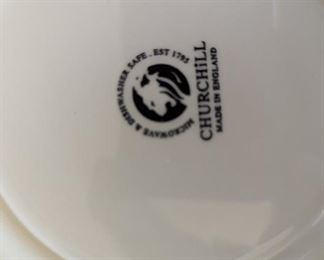 MICROWAVE & DISHWASHER SAFE . EST 1795
CHURCHiLL
MADE IN ENGLAND